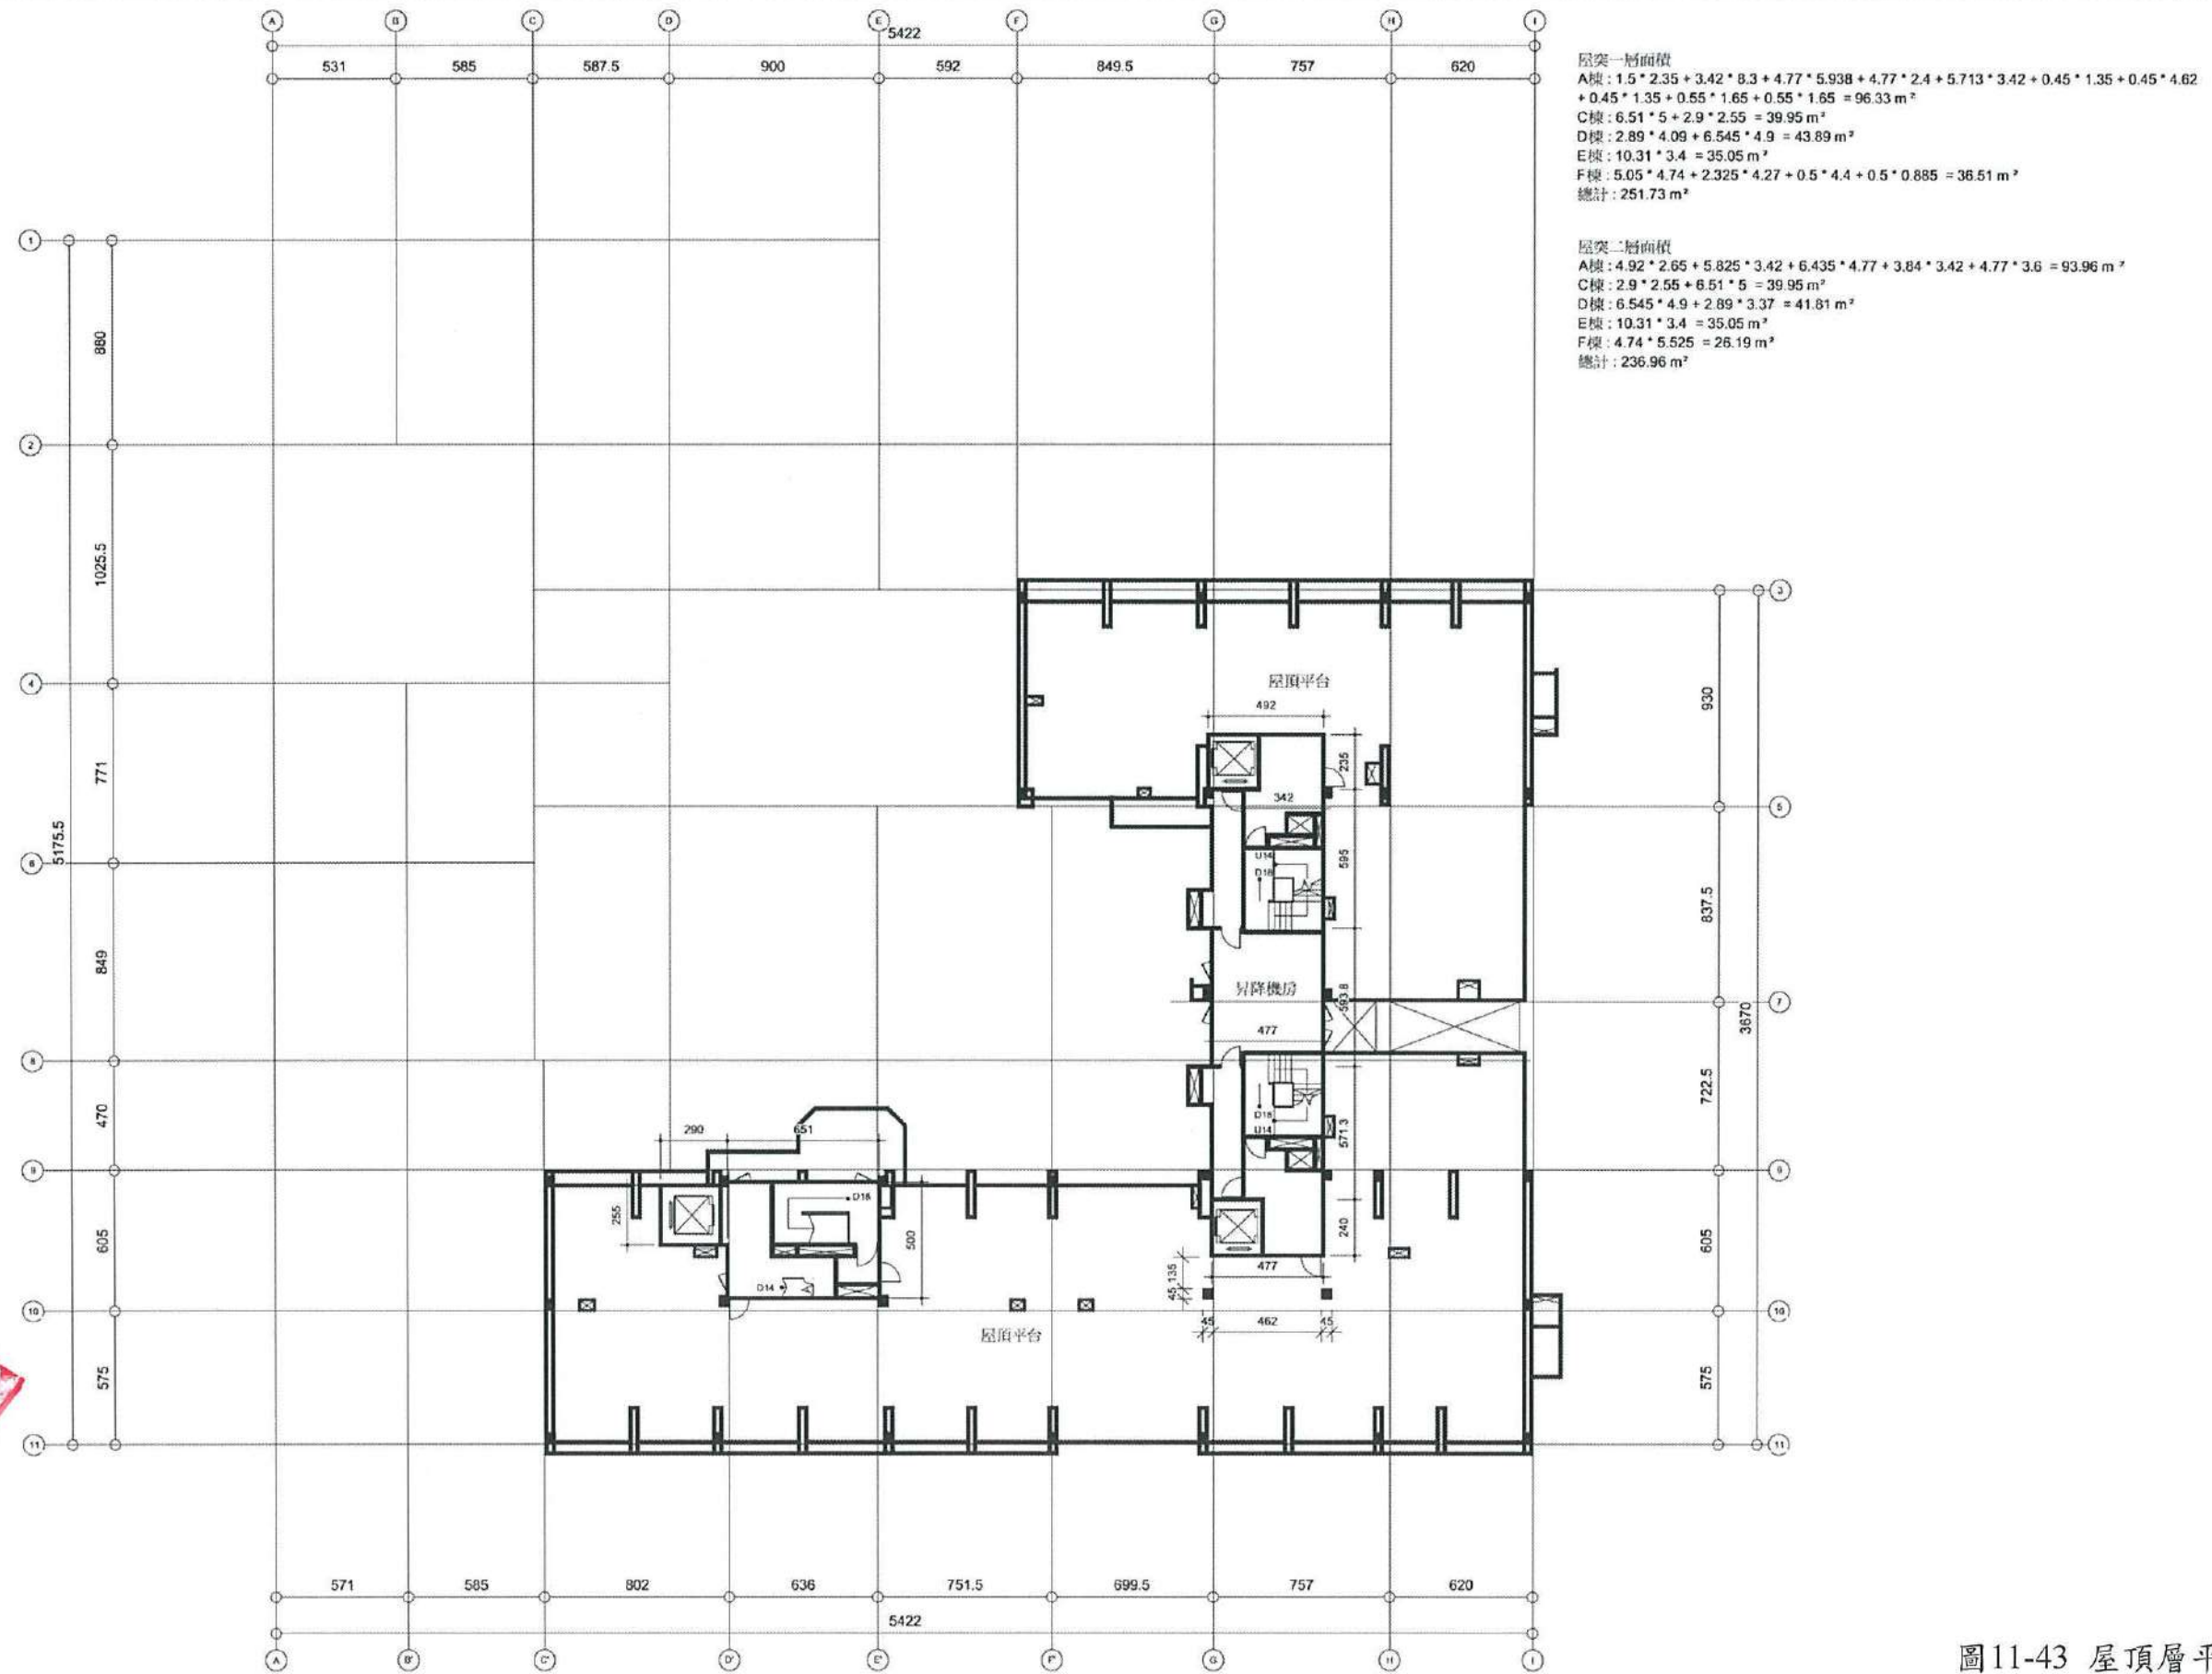 A B C D E F G H I
5422
531 585 587.5 900 592 849.5 757 620
屋突一層面積
A棟 : 1.5 * 2.35 + 3.42 * 8.3 + 4.77 * 5.938 + 4.77 * 2.4 + 5.713 * 3.42 + 0.45 * 1.35 + 0.45 * 4.62
+ 0.45 * 1.35 + 0.55 * 1.65 + 0.55 * 1.65 = 96.33 m²
C棟 : 6.51 * 5 + 2.9 * 2.55 = 39.95 m²
D棟 : 2.89 * 4.09 + 6.545 * 4.9 = 43.89 m²
E棟 : 10.31 * 3.4 = 35.05 m²
F棟 : 5.05 * 4.74 + 2.325 * 4.27 + 0.5 * 4.4 + 0.5 * 0.885 = 36.51 m²
總計 : 251.73 m²
屋突二層面積
A棟 : 4.92 * 2.65 + 5.825 * 3.42 + 6.435 * 4.77 + 3.84 * 3.42 + 4.77 * 3.6 = 93.96 m²
C棟 : 2.9 * 2.55 + 6.51 * 5 = 39.95 m²
D棟 : 6.545 * 4.9 + 2.89 * 3.37 = 41.81 m²
E棟 : 10.31 * 3.4 = 35.05 m²
F棟 : 4.74 * 5.525 = 26.19 m²
總計 : 236.96 m²
1
880
2
1025.5
4
771
5175.5
6
849
8
470
9
605
10
575
11
3
930
5
837.5
7
3670
722.5
9
605
10
575
11
屋頂平台
492
235
342
595
U14
D18
昇降機房
593.8
477
D18
U14
571.3
240
477
135
45
45 462 45
290 651
255
D18
500
D14
屋頂平台
571 585 802 636 751.5 699.5 757 620
5422
A B' C' D' E' F' G H I
圖11-43 屋頂層平